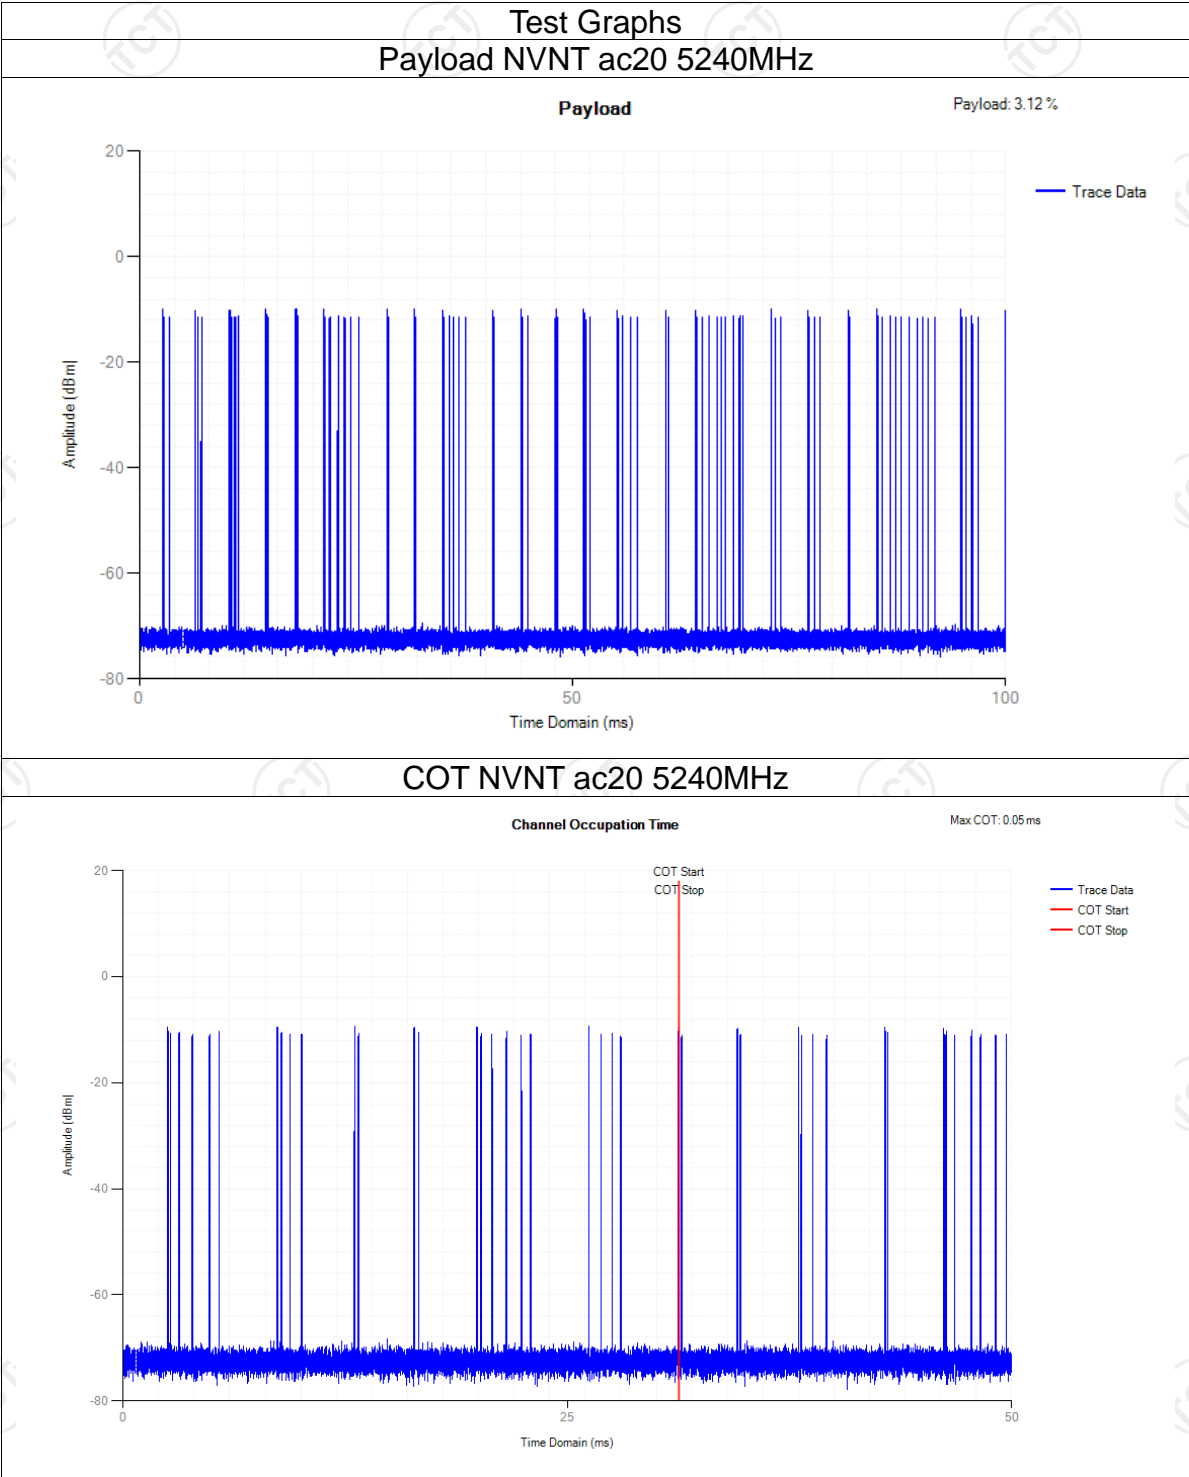 Test Graphs
Payload NVNT ac20 5240MHz
Payload
Payload: 3.12 %
20
0
-20
-40
-60
-80
Amplitude (dBm)
Trace Data
0
50
100
Time Domain (ms)
COT NVNT ac20 5240MHz
Channel Occupation Time
Max COT: 0.05 ms
COT Start
COT Stop
20
0
-20
-40
-60
-80
Amplitude (dBm)
Trace Data
COT Start
COT Stop
0
25
50
Time Domain (ms)
TCT
TCT
TCT